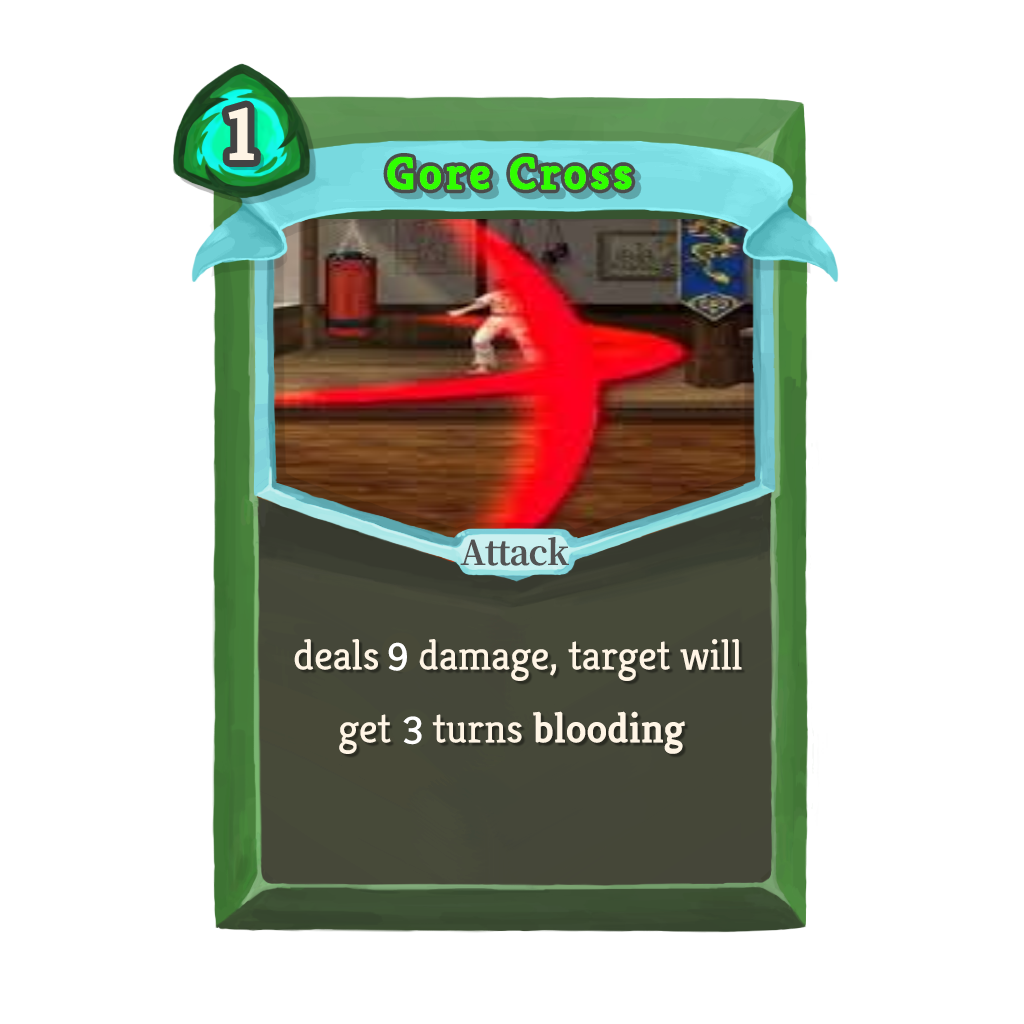 1
Gore Cross
Attack
deals 9 damage, target will
get 3 turns blooding